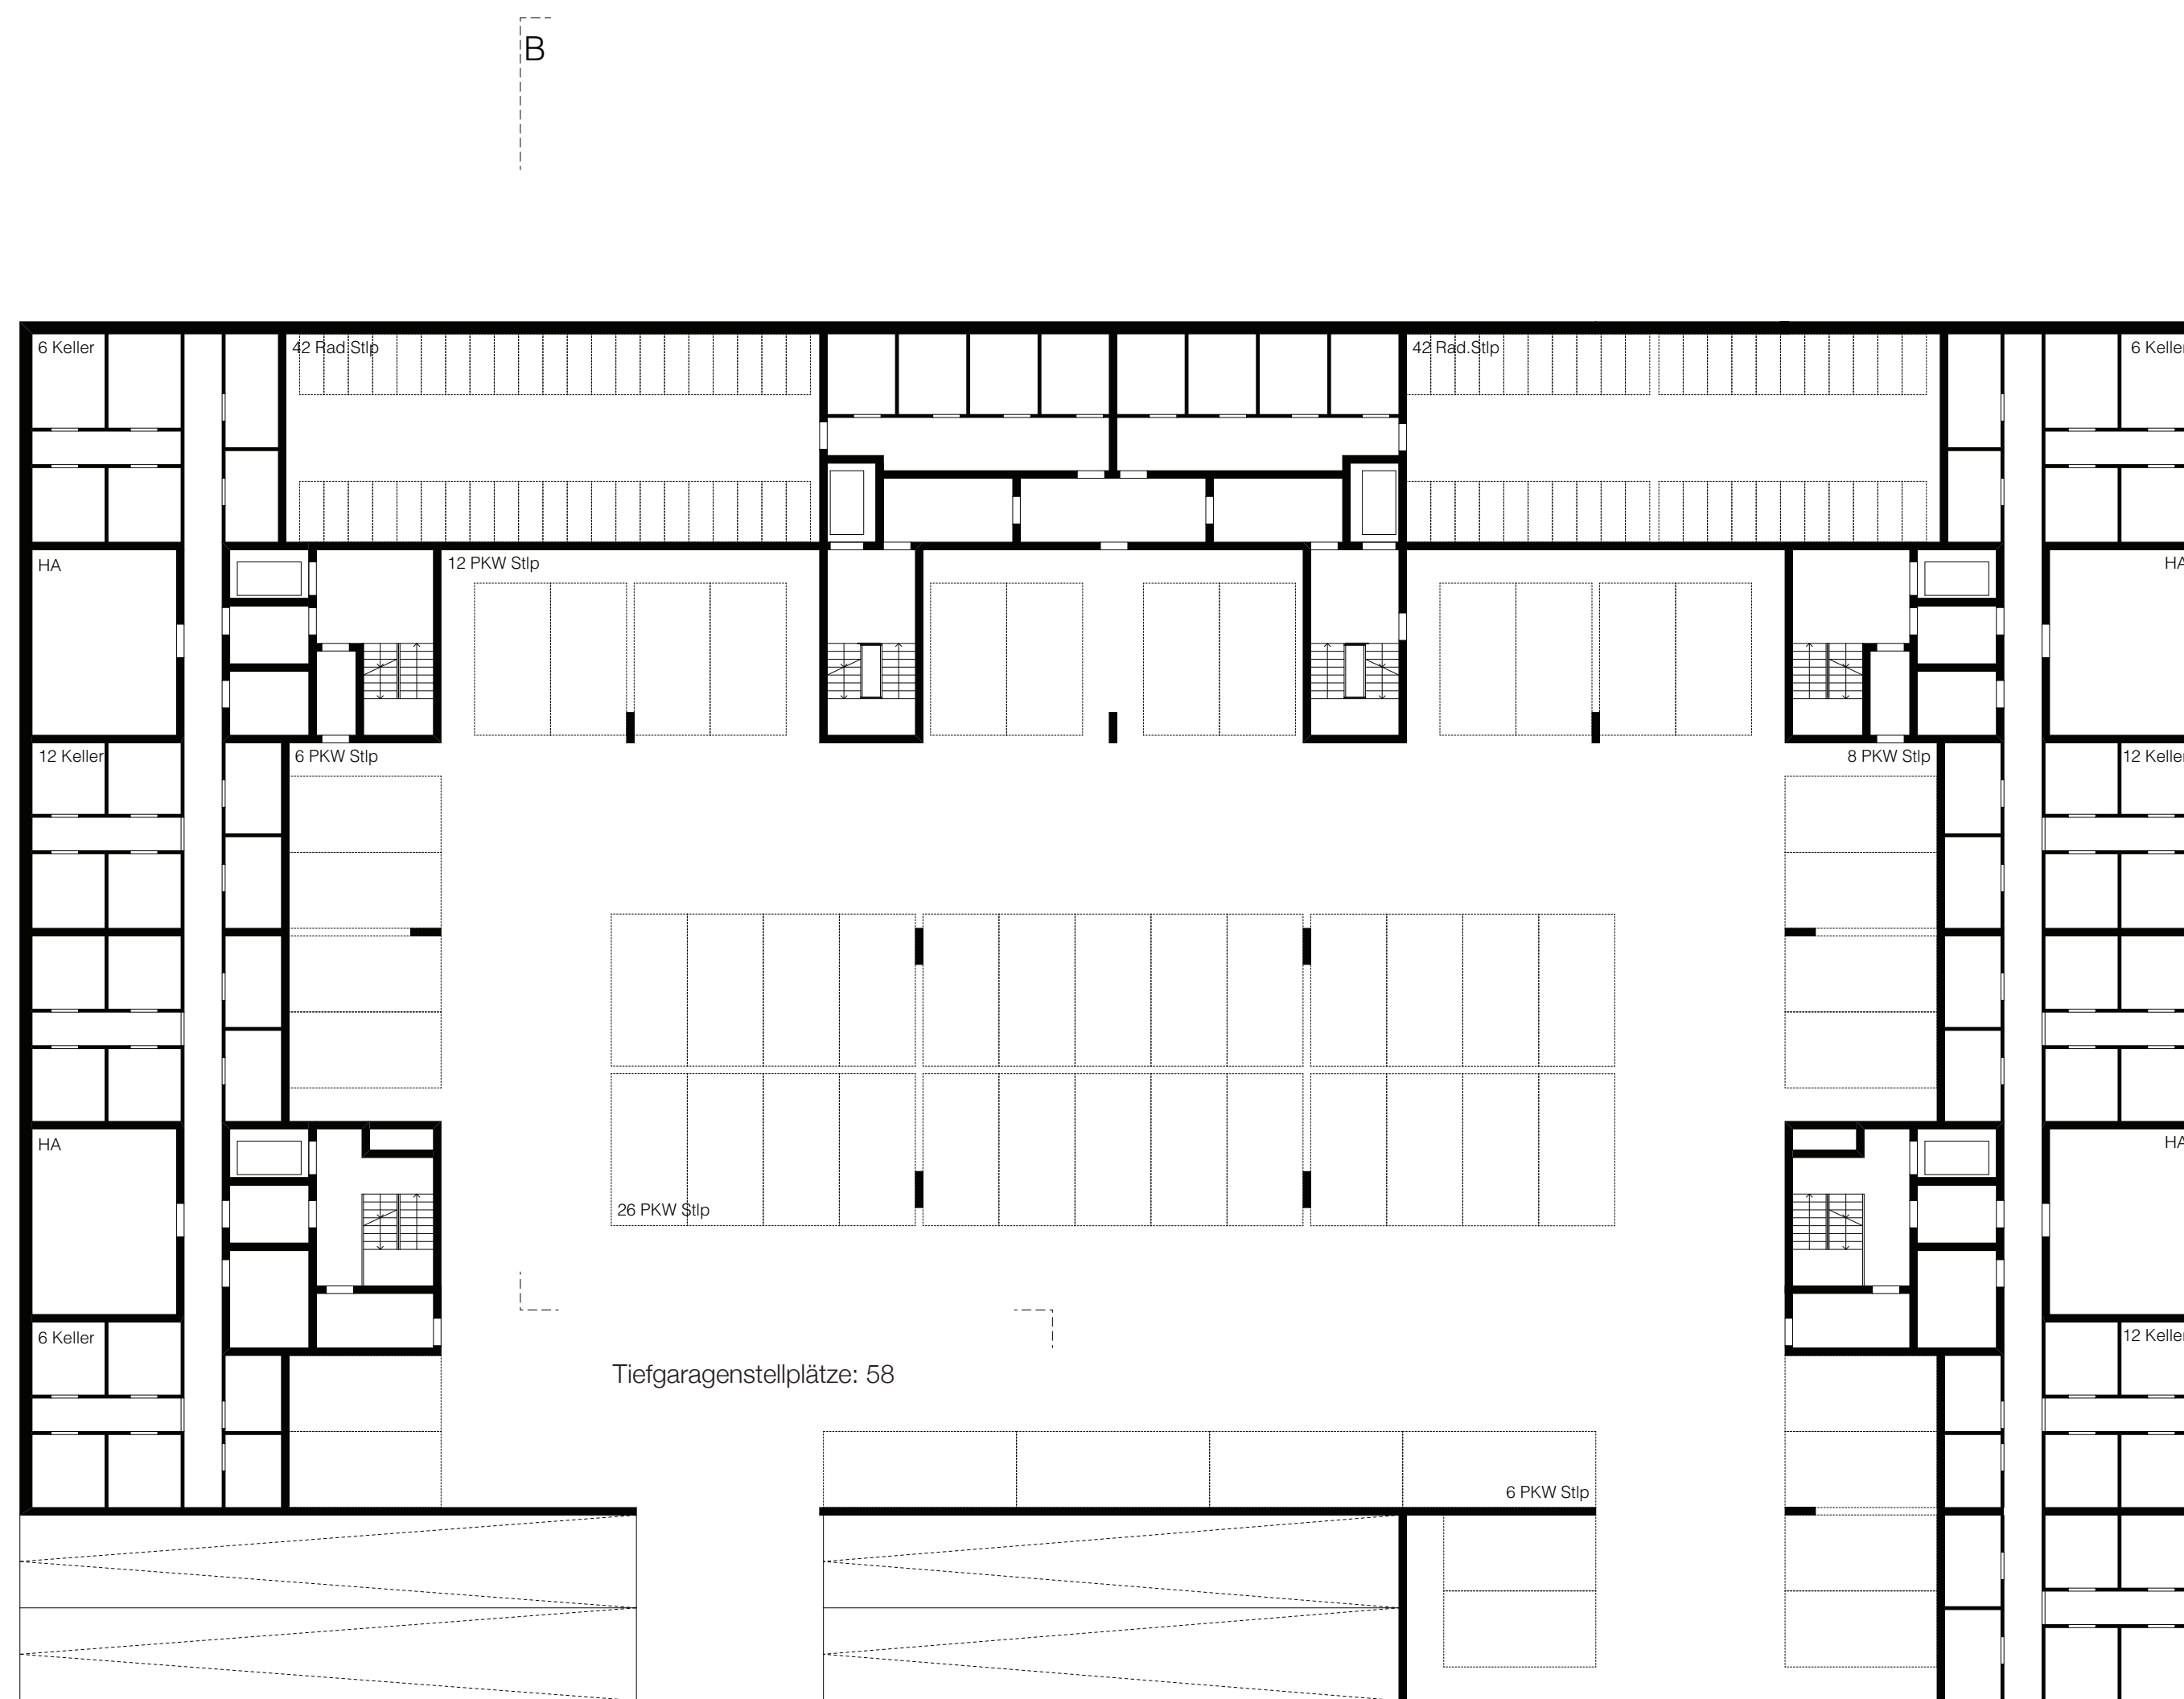 B
6 Keller
42 Rad.Stlp
42 Rad.Stlp
6 Keller
HA
12 PKW Stlp
HA
12 Keller
6 PKW Stlp
8 PKW Stlp
12 Keller
HA
HA
26 PKW Stlp
6 Keller
12 Keller
Tiefgaragenstellplätze: 58
6 PKW Stlp